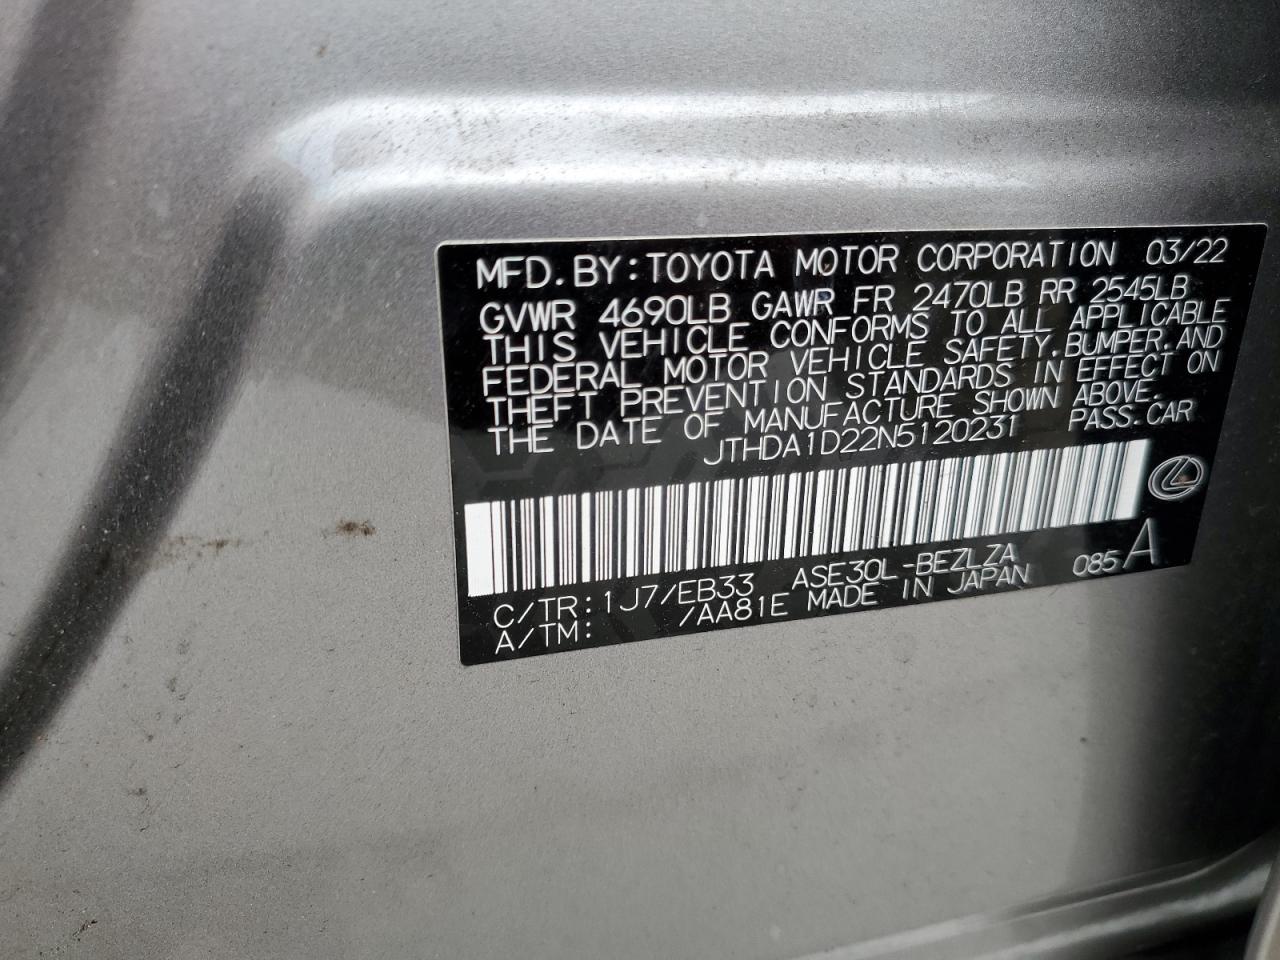 MFD.BY:TOYOTA MOTOR CORPORATION 03/22
GVWR 4690LB GAWR FR 2470LB RR 2545LB
THIS VEHICLE CONFORMS TO ALL APPLICABLE
FEDERAL MOTOR VEHICLE SAFETY,BUMPER,AND
THEFT PREVENTION STANDARDS IN EFFECT ON
THE DATE OF MANUFACTURE SHOWN ABOVE.
JTHDA1D22N5120231 PASS.CAR
C/TR:1J7/EB33 ASE30L-BEZLZA 085A
A/TM: /AA81E MADE IN JAPAN